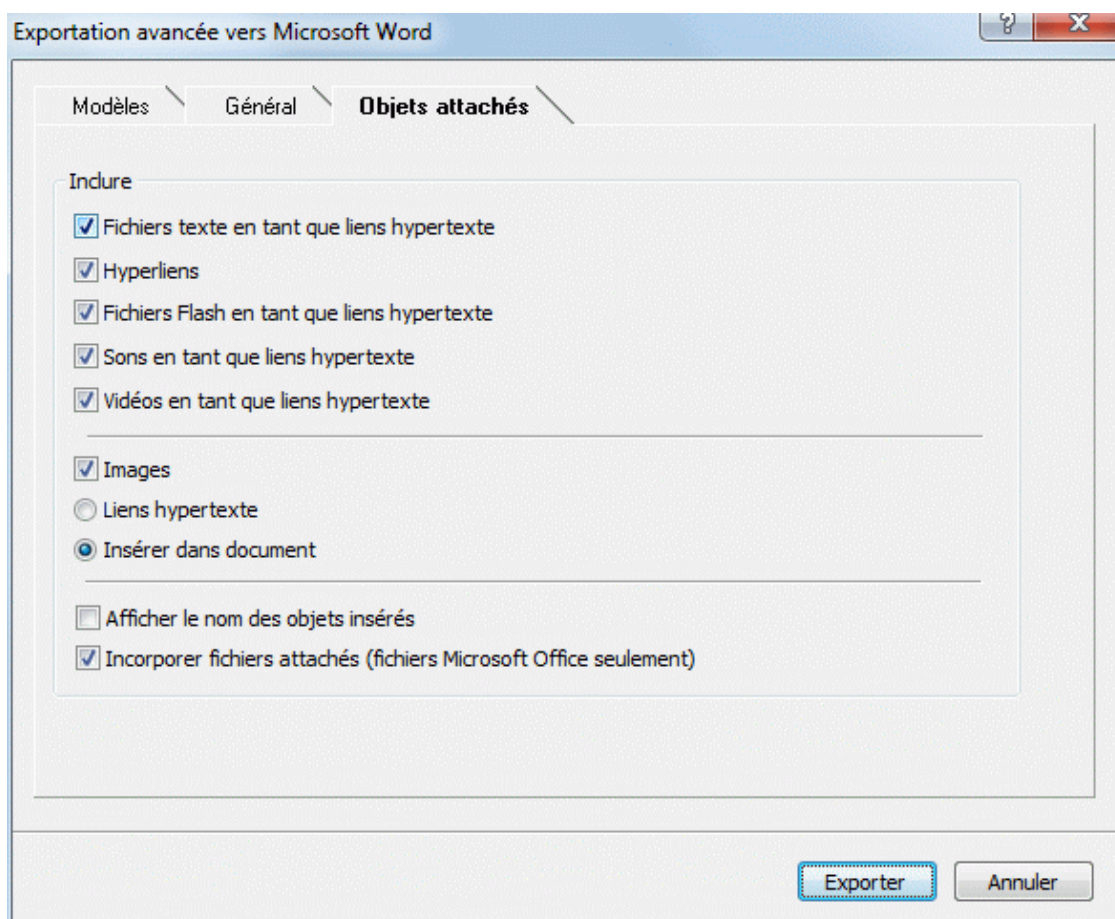 Exportation avancée vers Microsoft Word
? X
Modèles Général Objets attachés
Inclure
Fichiers texte en tant que liens hypertexte
Hyperliens
Fichiers Flash en tant que liens hypertexte
Sons en tant que liens hypertexte
Vidéos en tant que liens hypertexte
Images
Liens hypertexte
Insérer dans document
Afficher le nom des objets insérés
Incorporer fichiers attachés (fichiers Microsoft Office seulement)
Exporter Annuler